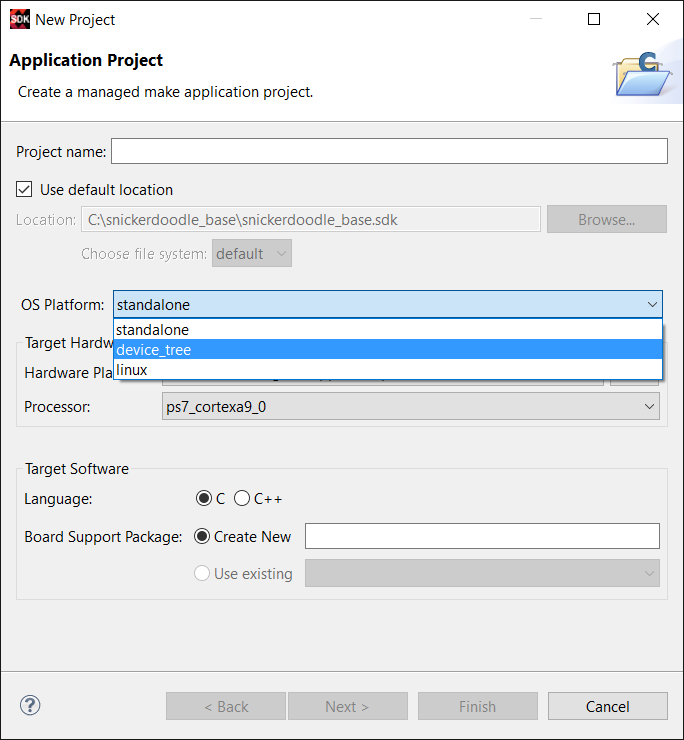 SDK New Project
Application Project
Create a managed make application project.
C
Project name:
Use default location
Location: C:\snickerdoodle_base\snickerdoodle_base.sdk Browse...
Choose file system: default
OS Platform: standalone
standalone
Target Hardw
device_tree
Hardware Pla
linux
Processor: ps7_cortexa9_0
Target Software
Language: C C++
Board Support Package: Create New
Use existing
? < Back Next > Finish Cancel